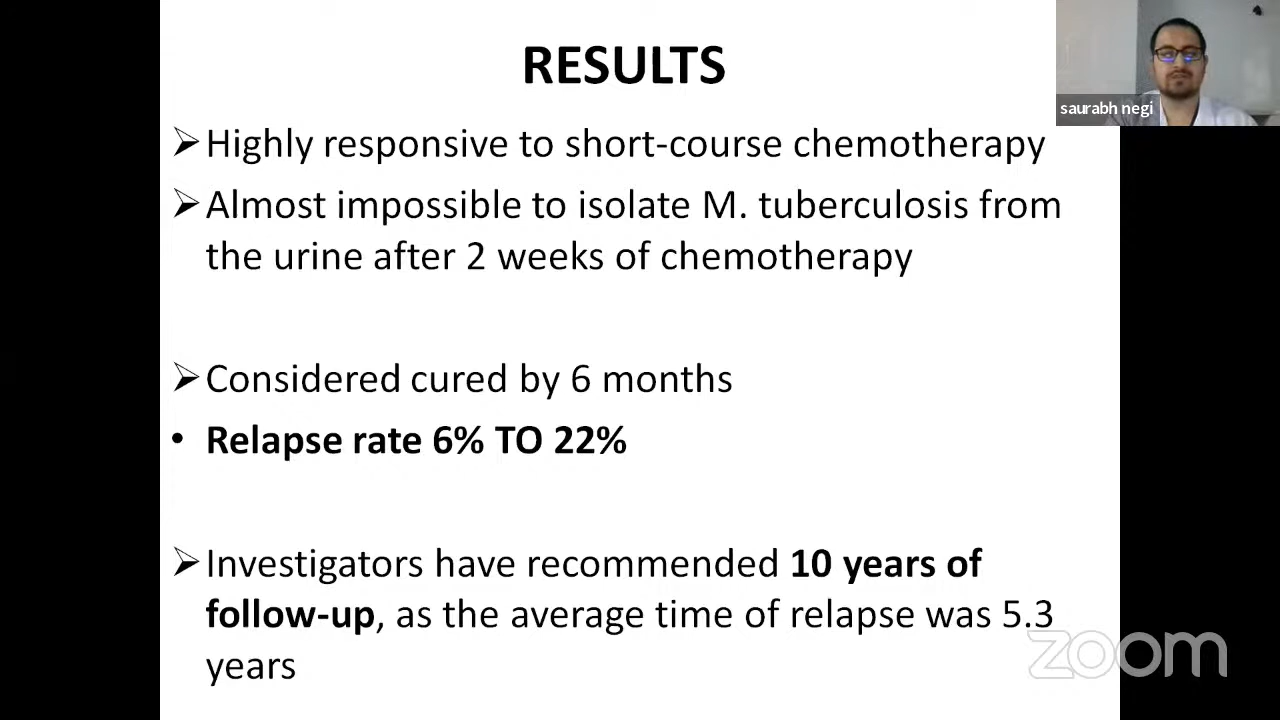 RESULTS
saurabh negi
➢Highly responsive to short-course chemotherapy
➢Almost impossible to isolate M. tuberculosis from
the urine after 2 weeks of chemotherapy
➢Considered cured by 6 months
• Relapse rate 6% TO 22%
➢Investigators have recommended 10 years of
follow-up, as the average time of relapse was 5.3
years
zoom